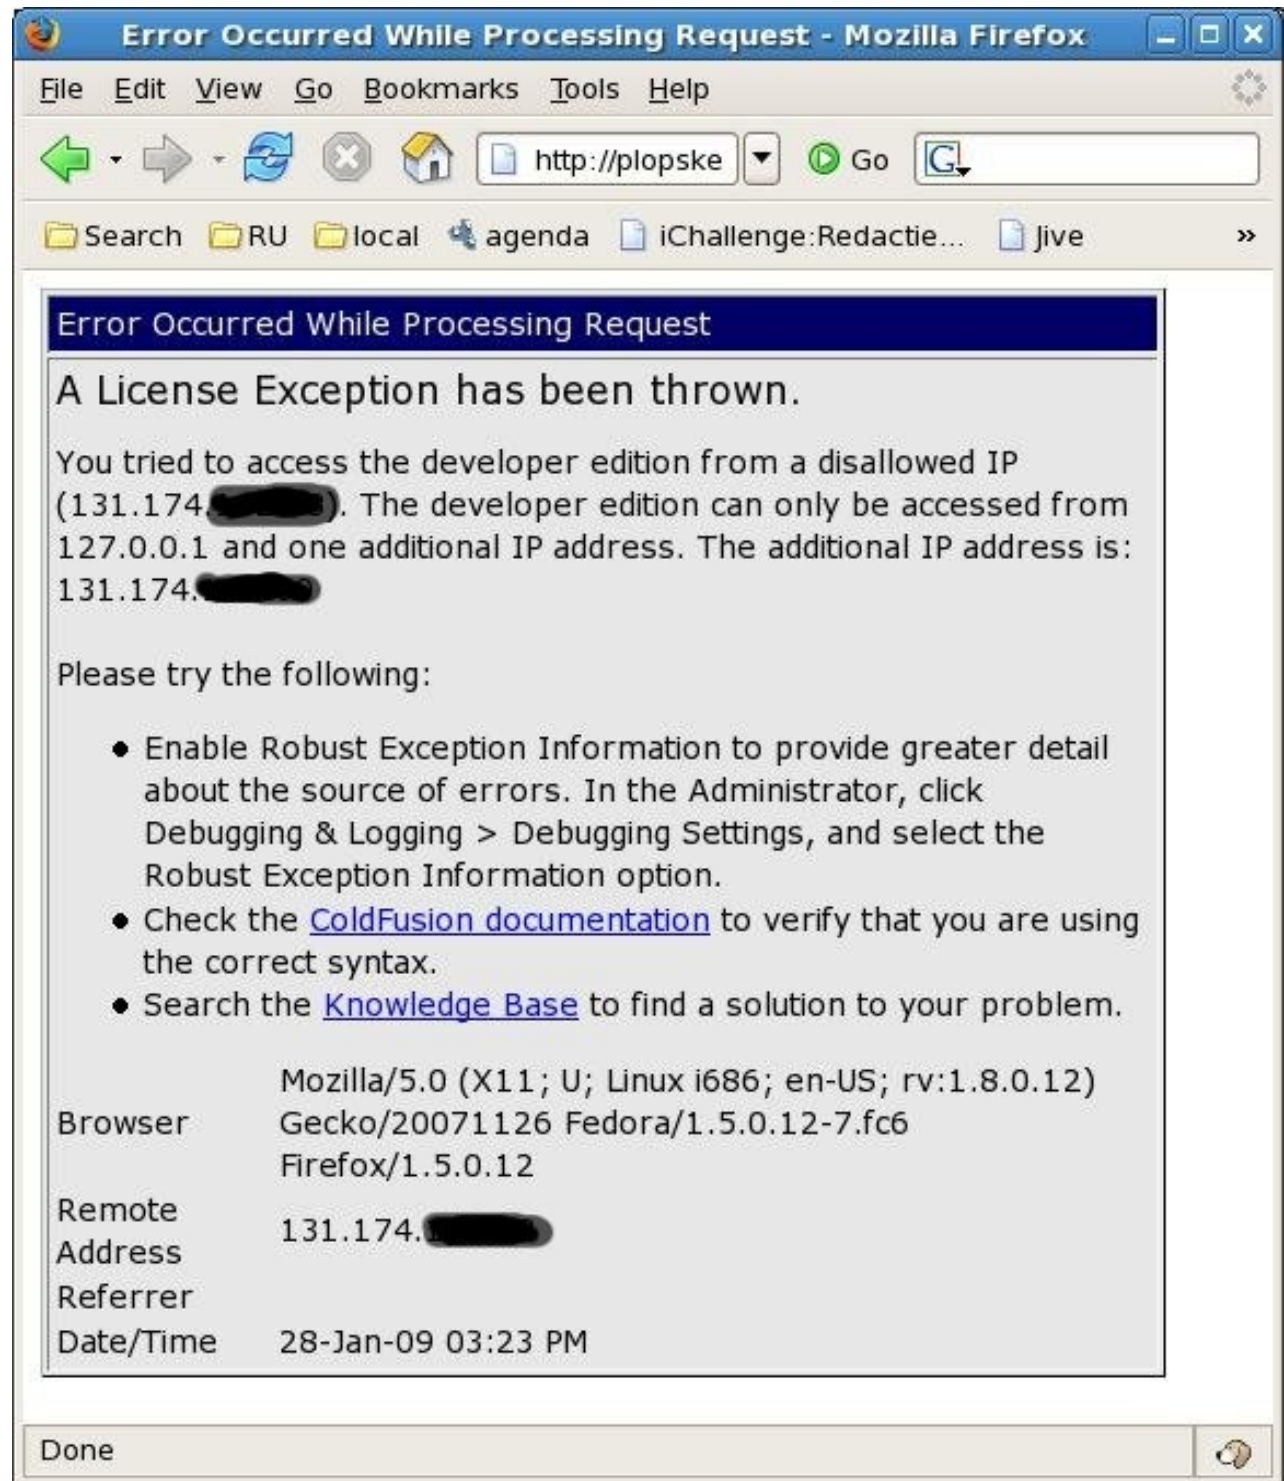 Error Occurred While Processing Request - Mozilla Firefox
File Edit View Go Bookmarks Tools Help
http://plopske Go G
Search RU local agenda iChallenge:Redactie... Jive »
Error Occurred While Processing Request
A License Exception has been thrown.
You tried to access the developer edition from a disallowed IP
(131.174. ). The developer edition can only be accessed from
127.0.0.1 and one additional IP address. The additional IP address is:
131.174.
Please try the following:
• Enable Robust Exception Information to provide greater detail
about the source of errors. In the Administrator, click
Debugging & Logging > Debugging Settings, and select the
Robust Exception Information option.
• Check the ColdFusion documentation to verify that you are using
the correct syntax.
• Search the Knowledge Base to find a solution to your problem.
Mozilla/5.0 (X11; U; Linux i686; en-US; rv:1.8.0.12)
Browser Gecko/20071126 Fedora/1.5.0.12-7.fc6
Firefox/1.5.0.12
Remote
Address 131.174.
Referrer
Date/Time 28-Jan-09 03:23 PM
Done